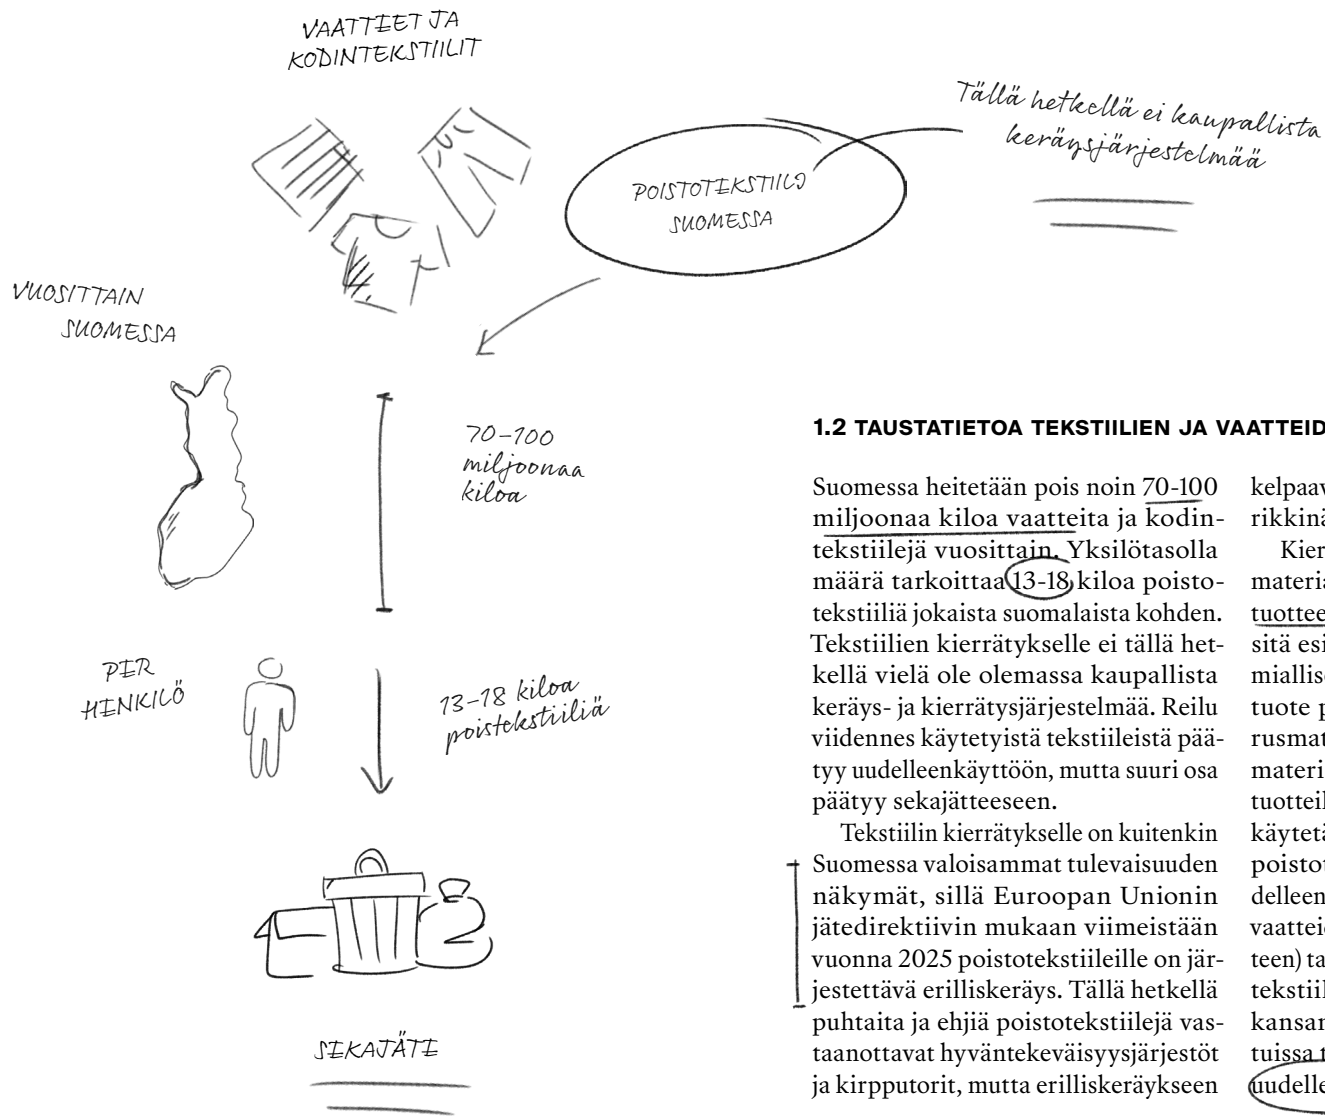 VAATTEET JA
KODINTEKSTIILIT
Tällä hetkellä ei kaupallista
keräysjärjestelmää
POISTOTEKSTIILI
SUOMESSA
VUOSITTAIN
SUOMESSA
70-100
miljoonaa
kiloa
PER
HENKILÖ
13-18 kiloa
poistekstiiliä
SEKAJÄTE
1.2 TAUSTATIETOA TEKSTIILIEN JA VAATTEID
Suomessa heitetään pois noin 70-100
miljoonaa kiloa vaatteita ja kodin-
tekstiilejä vuosittain. Yksilötasolla
määrä tarkoittaa 13-18 kiloa poisto-
tekstiiliä jokaista suomalaista kohden.
Tekstiilien kierrätykselle ei tällä het-
kellä vielä ole olemassa kaupallista
keräys- ja kierrätysjärjestelmää. Reilu
viidennes käytetyistä tekstiileistä pää-
tyy uudelleenkäyttöön, mutta suuri osa
päätyy sekajätteeseen.
Tekstiilin kierrätykselle on kuitenkin
Suomessa valoisammat tulevaisuuden
näkymät, sillä Euroopan Unionin
jätedirektiivin mukaan viimeistään
vuonna 2025 poistotekstiileille on jär-
jestettävä erilliskeräys. Tällä hetkellä
puhtaita ja ehjiä poistotekstiilejä vas-
taanottavat hyväntekeväisyysjärjestöt
ja kirpputorit, mutta erilliskeräykseen
kelpaav
rikkinä
Kier
materia
tuottee
sitä esi
miallise
tuote p
rusmat
materi
tuotteil
käytetä
poistot
delleen
vaatteid
teen) ta
tekstiil
kansan
tuissa t
uudelle